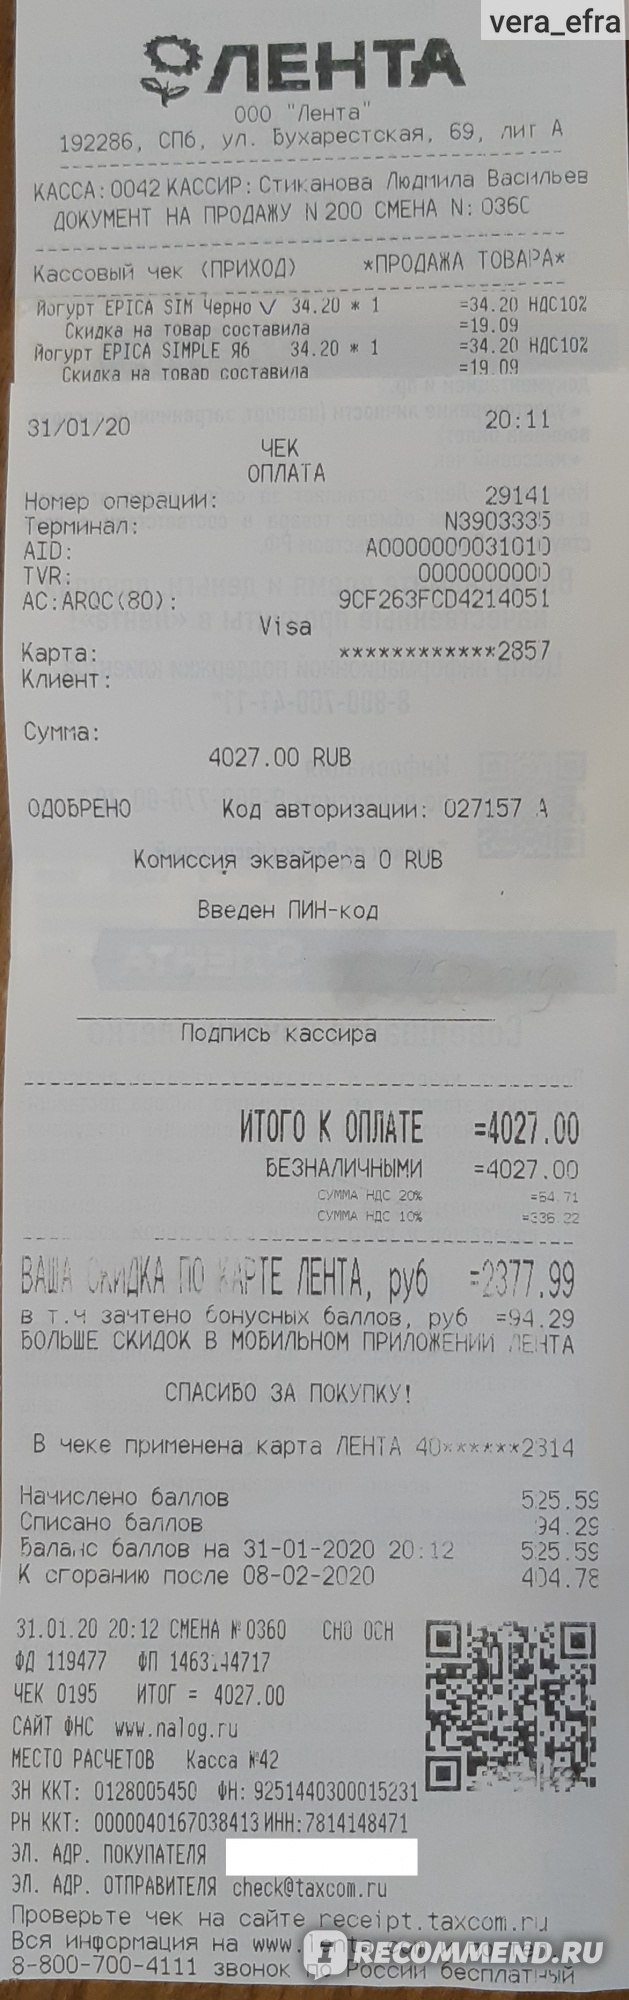 vera_efra
ЛЕНТА
ООО "Лента"
192286, СПб, ул. Бухарестская, 69, лит А
КАССА:0042 КАССИР: Стиканова Людмила Васильев
ДОКУМЕНТ НА ПРОДАЖУ N 200 СМЕНА N: 0360
Кассовый чек (ПРИХОД) *ПРОДАЖА ТОВАРА*
Йогурт EPICA SIM Черно 34.20 * 1 =34.20 НДС10%
Скидка на товар составила =19.09
Йогурт EPICA SIMPLE Яб 34.20 * 1 =34.20 НДС10%
Скидка на товар составила =19.09
31/01/20 20:11
ЧЕК
ОПЛАТА
Номер операции: 29141
Терминал: N3903335
AID: A0000000031010
TVR: 0000000000
AC:ARQC(80): 9CF263FCD4214051
Visa
Карта: ************2857
Клиент:
Сумма:
4027.00 RUB
ОДОБРЕНО Код авторизации: 027157 A
Комиссия эквайрера 0 RUB
Введен ПИН-код
Подпись кассира
ИТОГО К ОПЛАТЕ =4027.00
БЕЗНАЛИЧНЫМИ =4027.00
СУММА НДС 20% =54.71
СУММА НДС 10% =336.22
ВАША СКИДКА ПО КАРТЕ ЛЕНТА, руб =2377.99
в т.ч зачтено бонусных баллов, руб =94.29
БОЛЬШЕ СКИДОК В МОБИЛЬНОМ ПРИЛОЖЕНИИ ЛЕНТА
СПАСИБО ЗА ПОКУПКУ!
В чеке применена карта ЛЕНТА 40******2314
Начислено баллов 525.59
Списано баллов 94.29
Баланс баллов на 31-01-2020 20:12 525.59
К сгоранию после 08-02-2020 404.78
31.01.20 20:12 СМЕНА №0360 СНО ОСН
ФД 119477 ФП 1463144717
ЧЕК 0195 ИТОГ = 4027.00
САЙТ ФНС www.nalog.ru
МЕСТО РАСЧЕТОВ Касса №42
ЗН ККТ: 0128005450 ФН: 9251440300015231
РН ККТ: 0000040167038413 ИНН:7814148471
ЭЛ. АДР. ПОКУПАТЕЛЯ
ЭЛ. АДР. ОТПРАВИТЕЛЯ check@taxcom.ru
Проверьте чек на сайте receipt.taxcom.ru
Вся информация на www.lenta.com
8-800-700-4111 звонок по России бесплатный
IRECOMMEND.RU